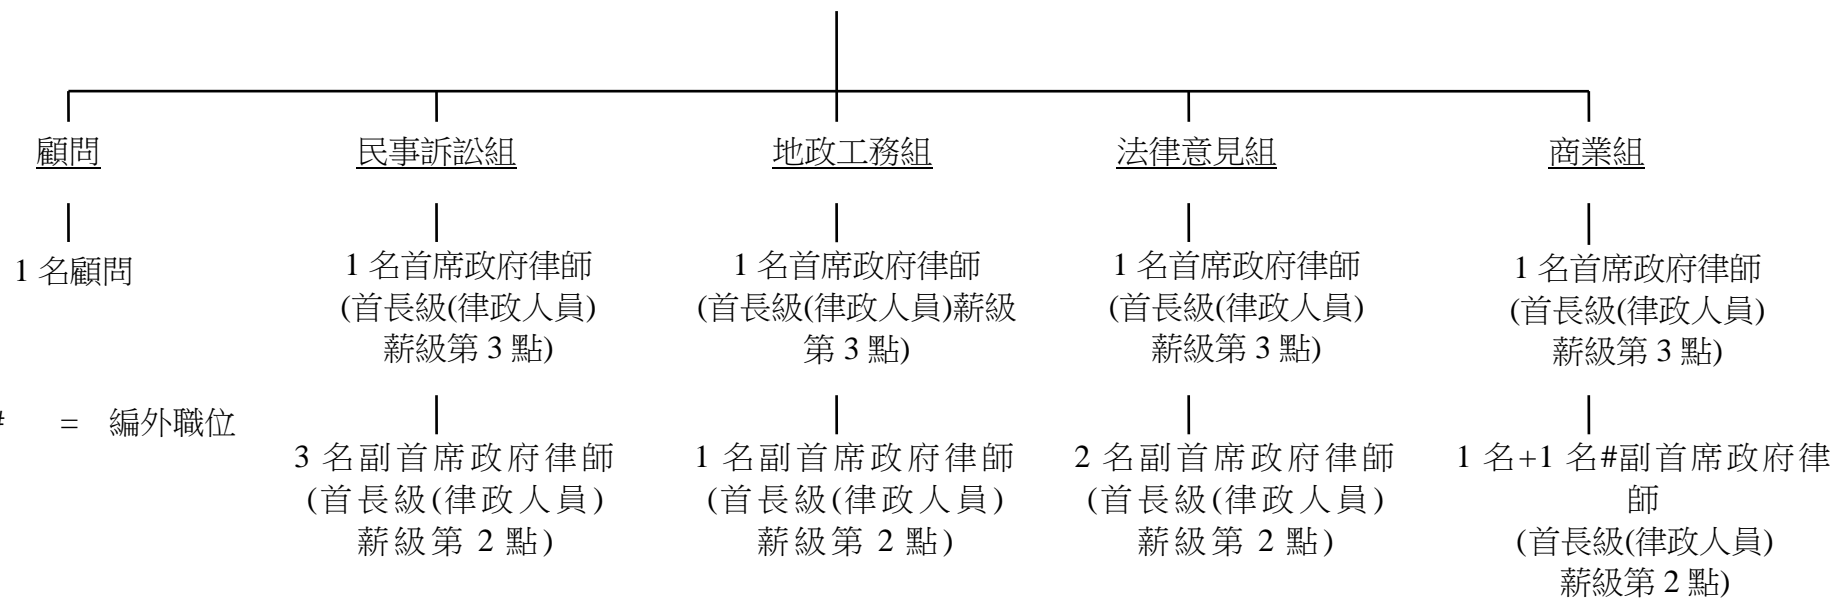 顧問
民事訴訟組
地政工務組
法律意見組
商業組
1 名顧問
1 名首席政府律師
(首長級(律政人員)
薪級第 3 點)
1 名首席政府律師
(首長級(律政人員)薪級
第 3 點)
1 名首席政府律師
(首長級(律政人員)
薪級第 3 點)
1 名首席政府律師
(首長級(律政人員)
薪級第 3 點)
# = 編外職位
3 名副首席政府律師
(首長級(律政人員)
薪級第 2 點)
1 名副首席政府律師
(首長級(律政人員)
薪級第 2 點)
2 名副首席政府律師
(首長級(律政人員)
薪級第 2 點)
1 名+1 名#副首席政府律
師
(首長級(律政人員)
薪級第 2 點)